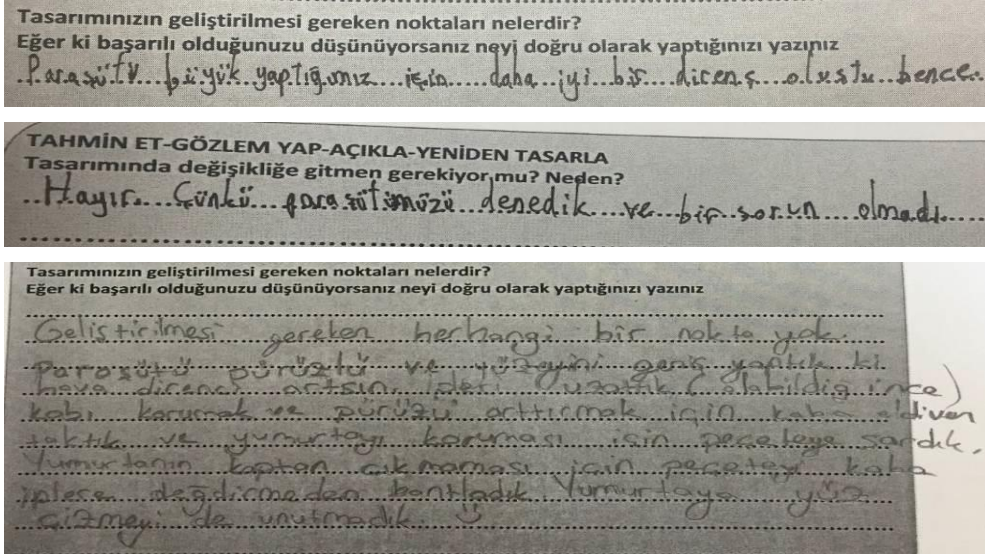 Tasarımınızın geliştirilmesi gereken noktaları nelerdir?
Eğer ki başarılı olduğunuzu düşünüyorsanız neyi doğru olarak yaptığınızı yazınız
Paraşütü büyük yaptığımız için daha iyi bir direnç oluştu bence.
TAHMİN ET-GÖZLEM YAP-AÇIKLA-YENİDEN TASARLA
Tasarımında değişikliğe gitmen gerekiyor mu? Neden?
Hayır. Çünkü paraşütümüzü denedik ve bir sorun olmadı.
Tasarımınızın geliştirilmesi gereken noktaları nelerdir?
Eğer ki başarılı olduğunuzu düşünüyorsanız neyi doğru olarak yaptığınızı yazınız
Geliştirilmesi gereken herhangi bir nokta yok.
Paraşütü pürüzlü ve yüzeyini geniş yaptık ki
hava direnci artsın, ipleri uzattık (olabildiğince)
kabı korumak ve pürüzü arttırmak için kaba eldiven
taktık ve yumurtayı koruması için peçeteye sardık.
Yumurtanın kaptan çıkmaması için peçeteyi kaba
iplere değdirmeden bantladık Yumurtaya yüz
çizmeyi de unutmadık. :)